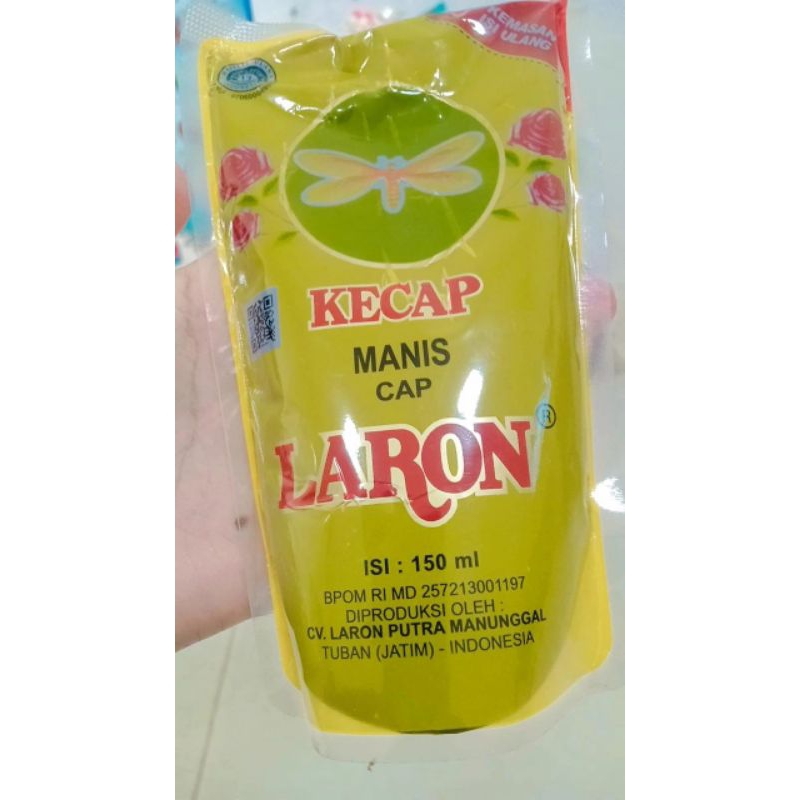 KEMASAN
ISI ULANG
KECAP
MANIS
CAP
LARON®
ISI : 150 ml
BPOM RI MD 257213001197
DIPRODUKSI OLEH :
CV. LARON PUTRA MANUNGGAL
TUBAN (JATIM) - INDONESIA